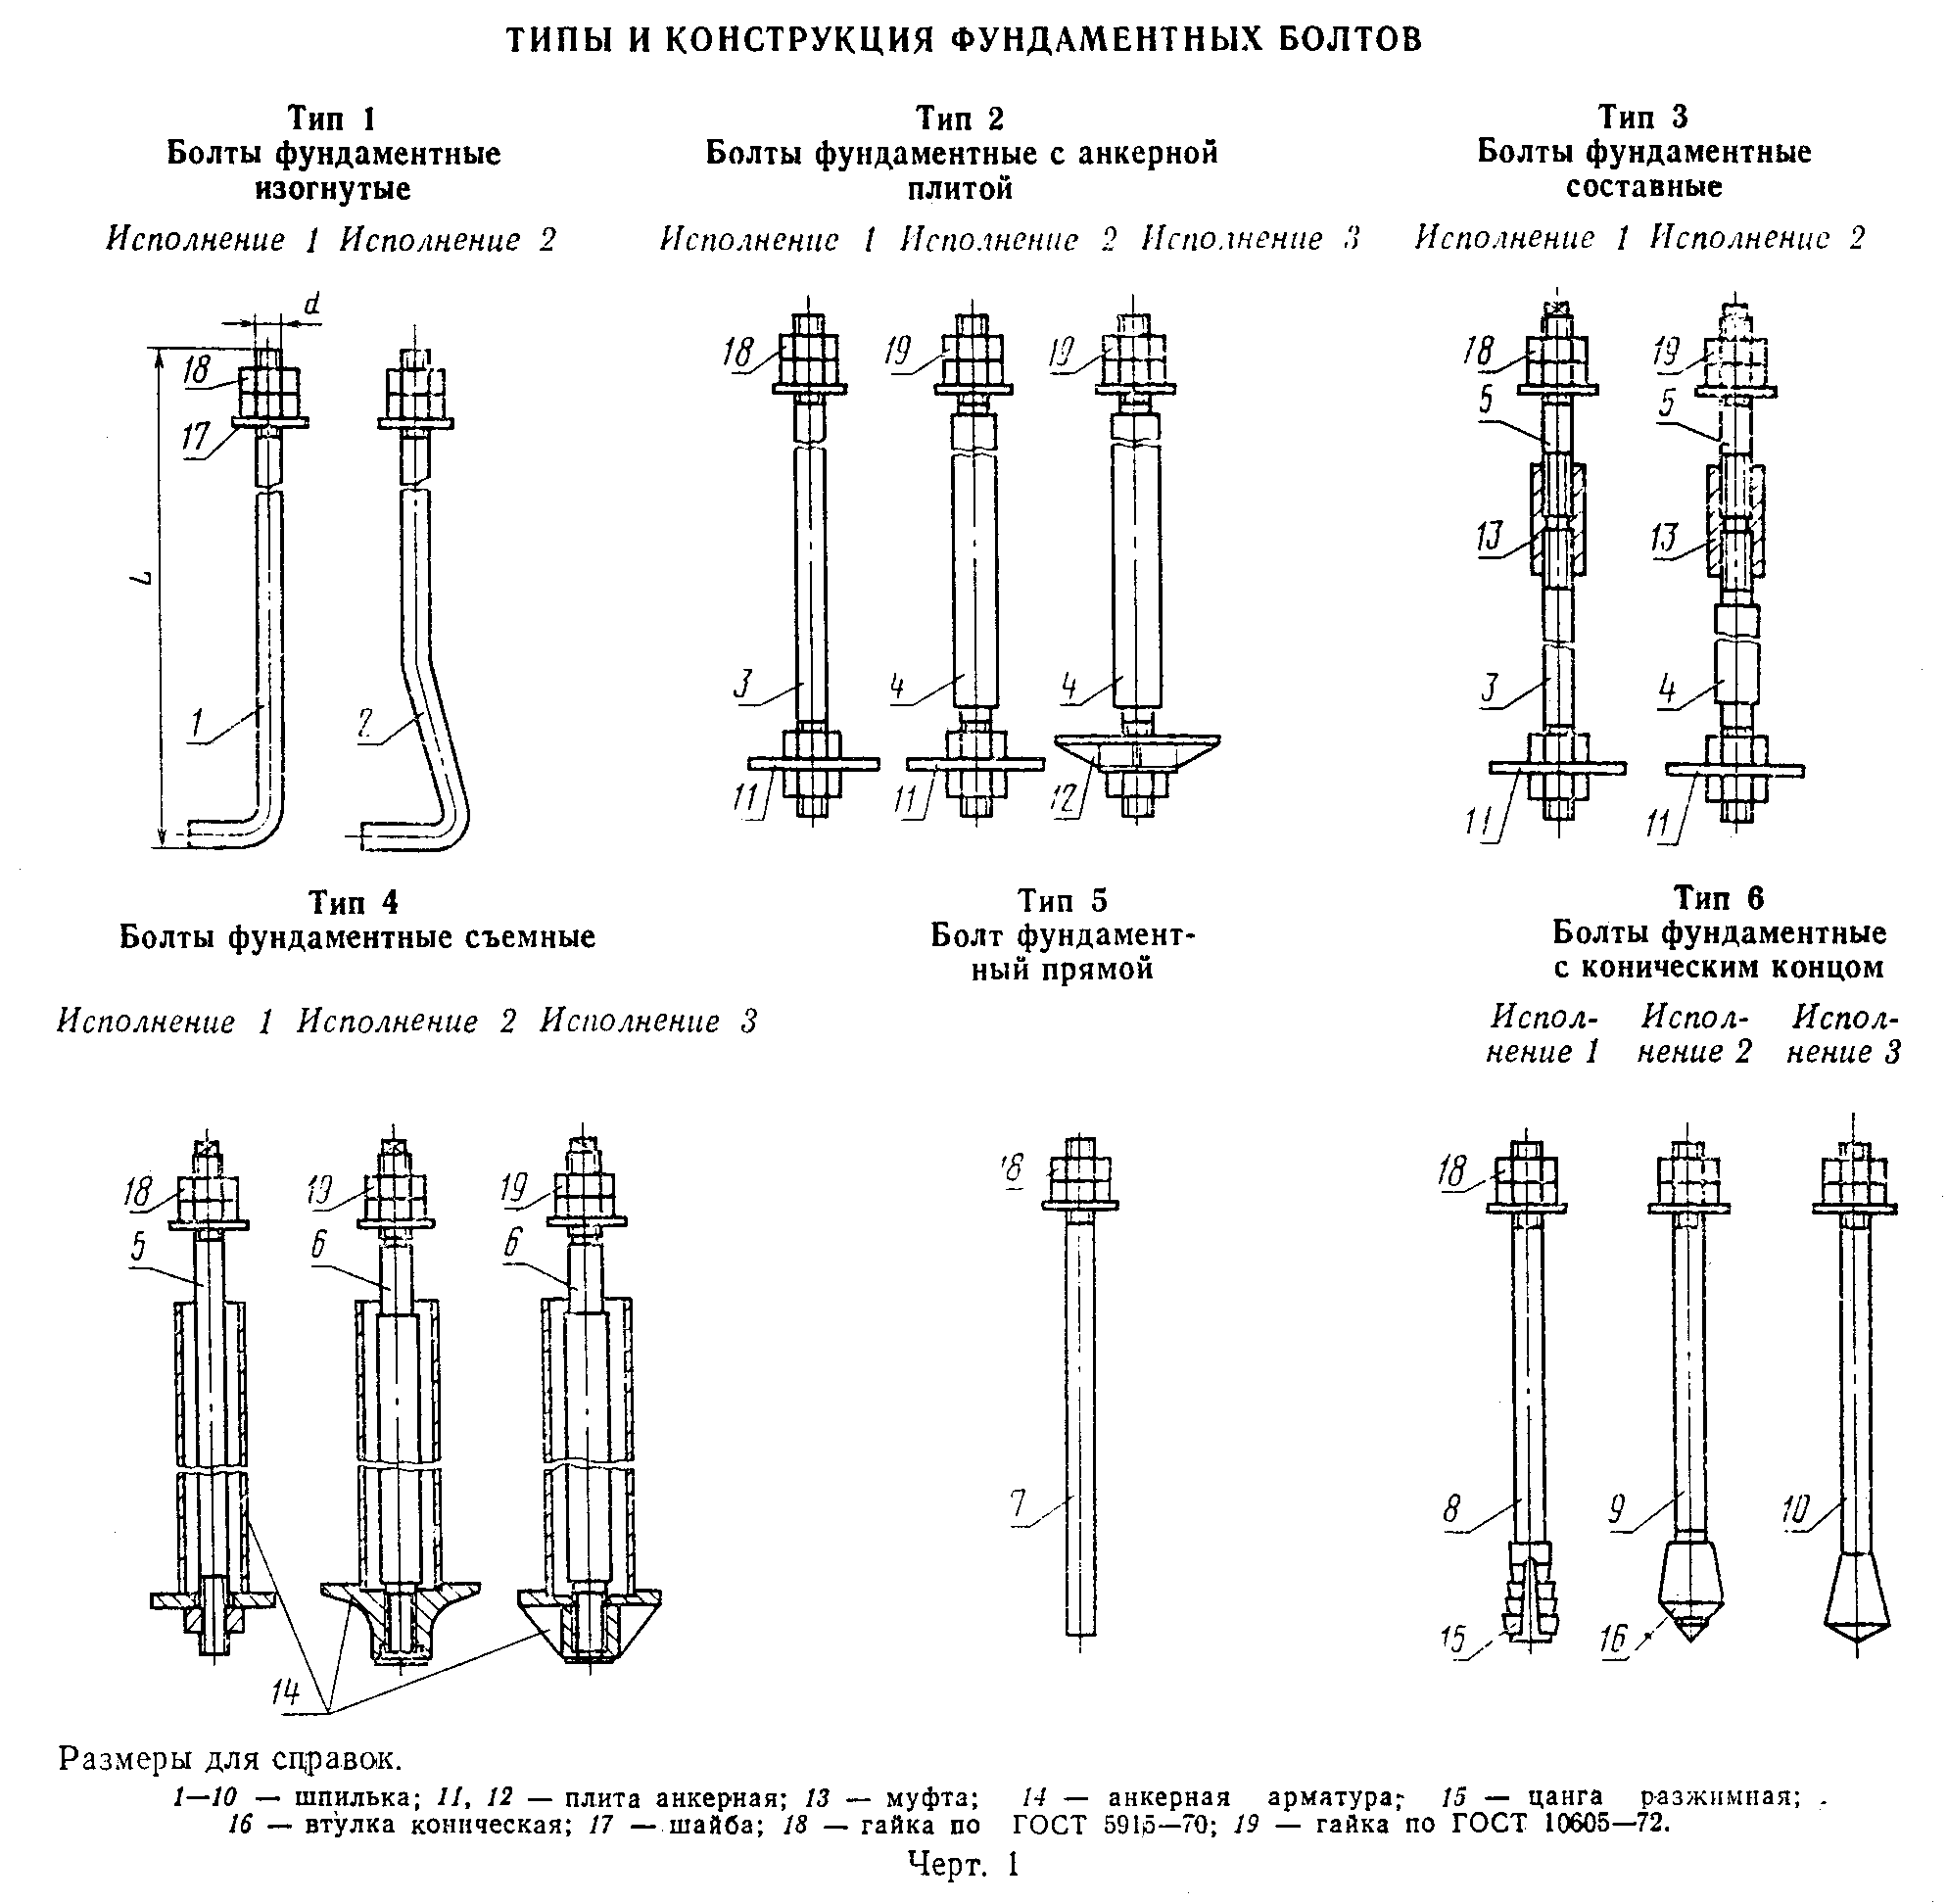 ТИПЫ И КОНСТРУКЦИЯ ФУНДАМЕНТНЫХ БОЛТОВ
Тип 1
Болты фундаментные
изогнутые
Исполнение 1 Исполнение 2
d
18
17
L
1
2
Тип 2
Болты фундаментные с анкерной
плитой
Исполнение 1 Исполнение 2 Исполнение 3
18
19
19
3
4
4
11
11
12
Тип 3
Болты фундаментные
составные
Исполнение 1 Исполнение 2
18
19
5
5
13
13
3
4
11
11
Тип 4
Болты фундаментные съемные
Исполнение 1 Исполнение 2 Исполнение 3
18
19
19
5
6
6
14
Тип 5
Болт фундамент-
ный прямой
18
7
Тип 6
Болты фундаментные
с коническим концом
Испол- Испол- Испол-
нение 1 нение 2 нение 3
18
8
9
10
15
16
Размеры для справок.
1—10 — шпилька; 11, 12 — плита анкерная; 13 — муфта; 14 — анкерная арматура; 15 — цанга разжимная;
16 — втулка коническая; 17 — шайба; 18 — гайка по ГОСТ 5915—70; 19 — гайка по ГОСТ 10605—72.
Черт. 1